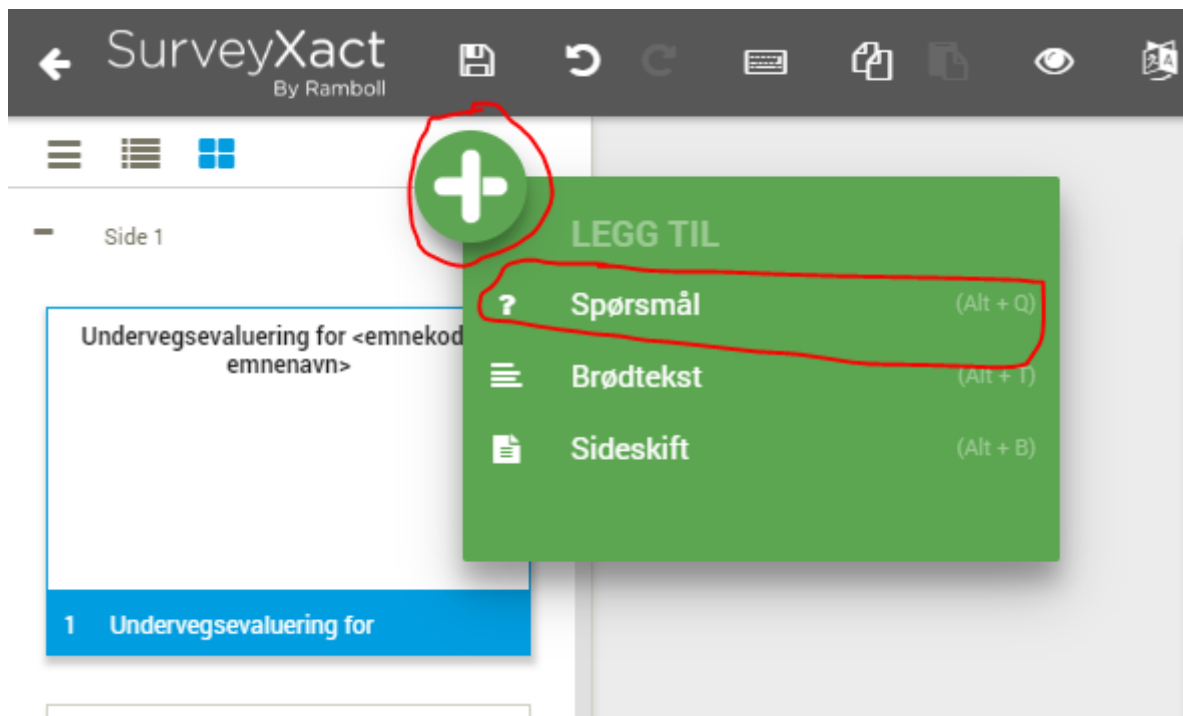 SurveyXact
By Ramboll
Side 1
LEGG TIL
? Spørsmål (Alt + Q)
Undervegsevaluering for <emnekod
emnenavn>
Brødtekst (Alt + T)
Sideskift (Alt + B)
1 Undervegsevaluering for